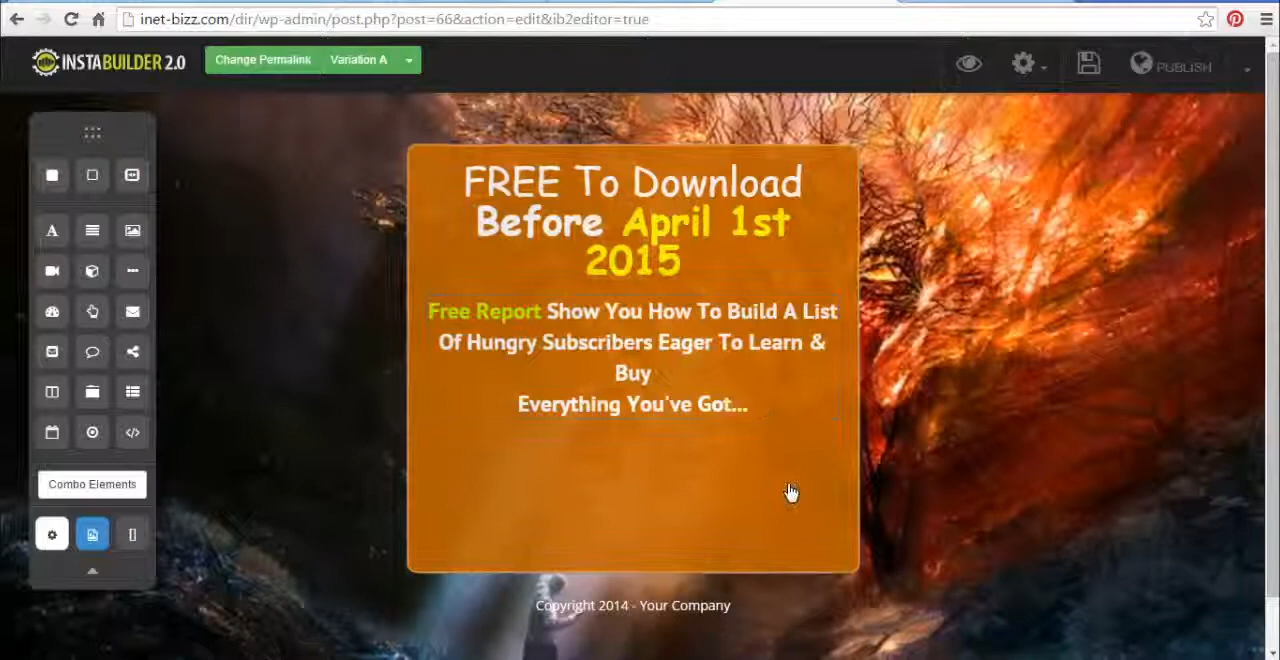 inet-bizz.com/dir/wp-admin/post.php?post=66&action=edit&ib2editor=true
INSTABUILDER 2.0
Change Permalink
Variation A
PUBLISH
FREE To Download
Before April 1st
2015
Free Report Show You How To Build A List
Of Hungry Subscribers Eager To Learn &
Buy
Everything You've Got...
Combo Elements
Copyright 2014 - Your Company